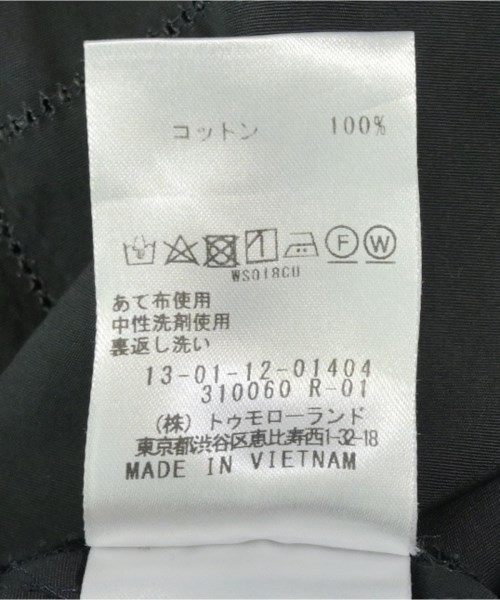 コットン 100%
F W
WS018CU
あて布使用
中性洗剤使用
裏返し洗い
13-01-12-01404
310060 R-01
(株) トゥモローランド
東京都渋谷区恵比寿西1-32-18
MADE IN VIETNAM